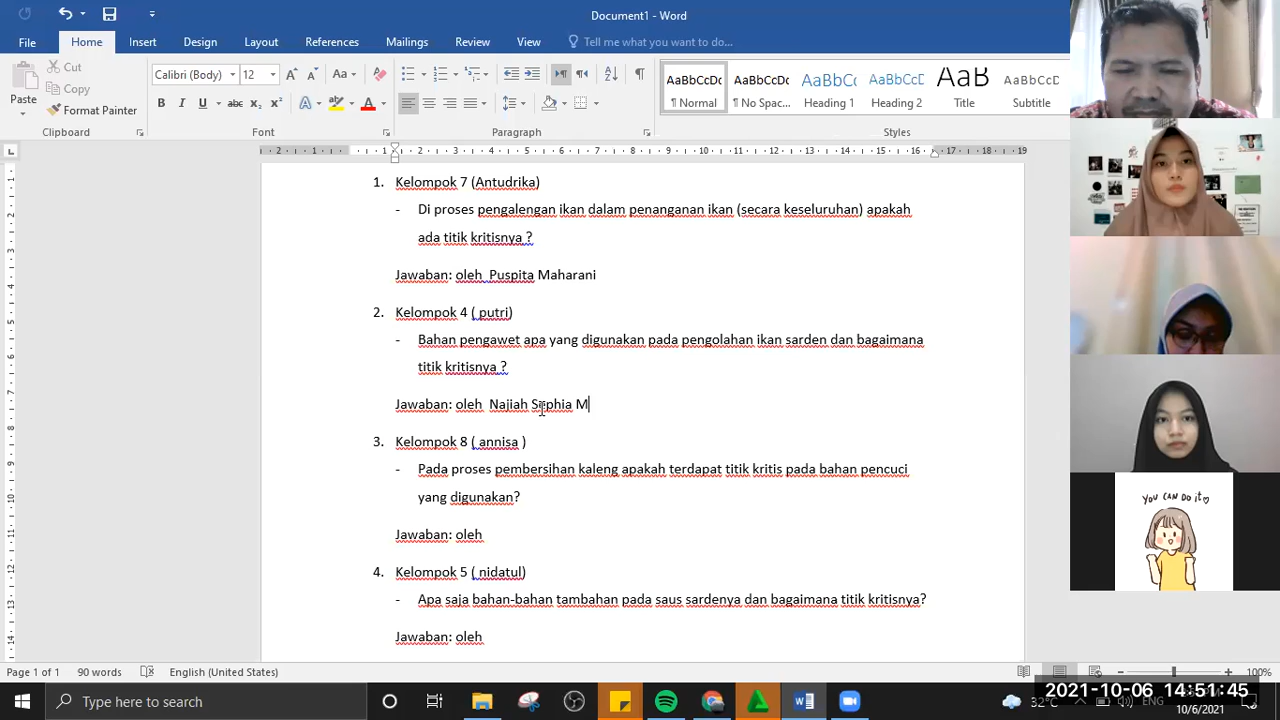 Document1 - Word
File Home Insert Design Layout References Mailings Review View Tell me what you want to do...
Cut
Copy
Paste
Format Painter
Calibri (Body) 12
AaBbCcDc AaBbCcDc AaBbCc AaBbCcD AaB AaBbCcD
¶ Normal ¶ No Spac... Heading 1 Heading 2 Title Subtitle
Clipboard Font Paragraph Styles
1. Kelompok 7 (Antudrika)
- Di proses pengalengan ikan dalam penanganan ikan (secara keseluruhan) apakah
ada titik kritisnya ?
Jawaban: oleh Puspita Maharani
2. Kelompok 4 ( putri)
- Bahan pengawet apa yang digunakan pada pengolahan ikan sarden dan bagaimana
titik kritisnya ?
Jawaban: oleh Najiah Sophia M
3. Kelompok 8 ( annisa )
- Pada proses pembersihan kaleng apakah terdapat titik kritis pada bahan pencuci
yang digunakan?
Jawaban: oleh
4. Kelompok 5 ( nidatul)
- Apa saja bahan-bahan tambahan pada saus sardenya dan bagaimana titik kritisnya?
Jawaban: oleh
YOU CAN DO iT
Page 1 of 1 90 words English (United States) 100%
Type here to search
32°C
ENG
2021-10-06 14:51:45
10/6/2021